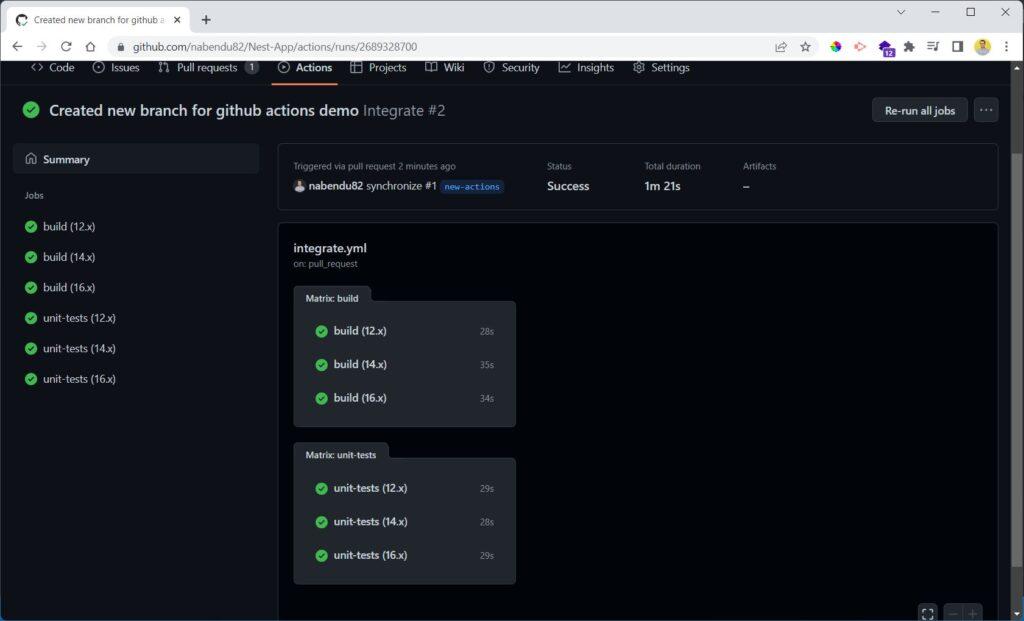 Created new branch for github a
github.com/nabendu82/Nest-App/actions/runs/2689328700
12
Code Issues Pull requests 1 Actions Projects Wiki Security Insights Settings
Created new branch for github actions demo Integrate #2
Re-run all jobs
Summary
Jobs
build (12.x)
build (14.x)
build (16.x)
unit-tests (12.x)
unit-tests (14.x)
unit-tests (16.x)
Triggered via pull request 2 minutes ago
nabendu82 synchronize #1 new-actions
Status
Success
Total duration
1m 21s
Artifacts
–
integrate.yml
on: pull_request
Matrix: build
build (12.x) 28s
build (14.x) 35s
build (16.x) 34s
Matrix: unit-tests
unit-tests (12.x) 29s
unit-tests (14.x) 28s
unit-tests (16.x) 29s